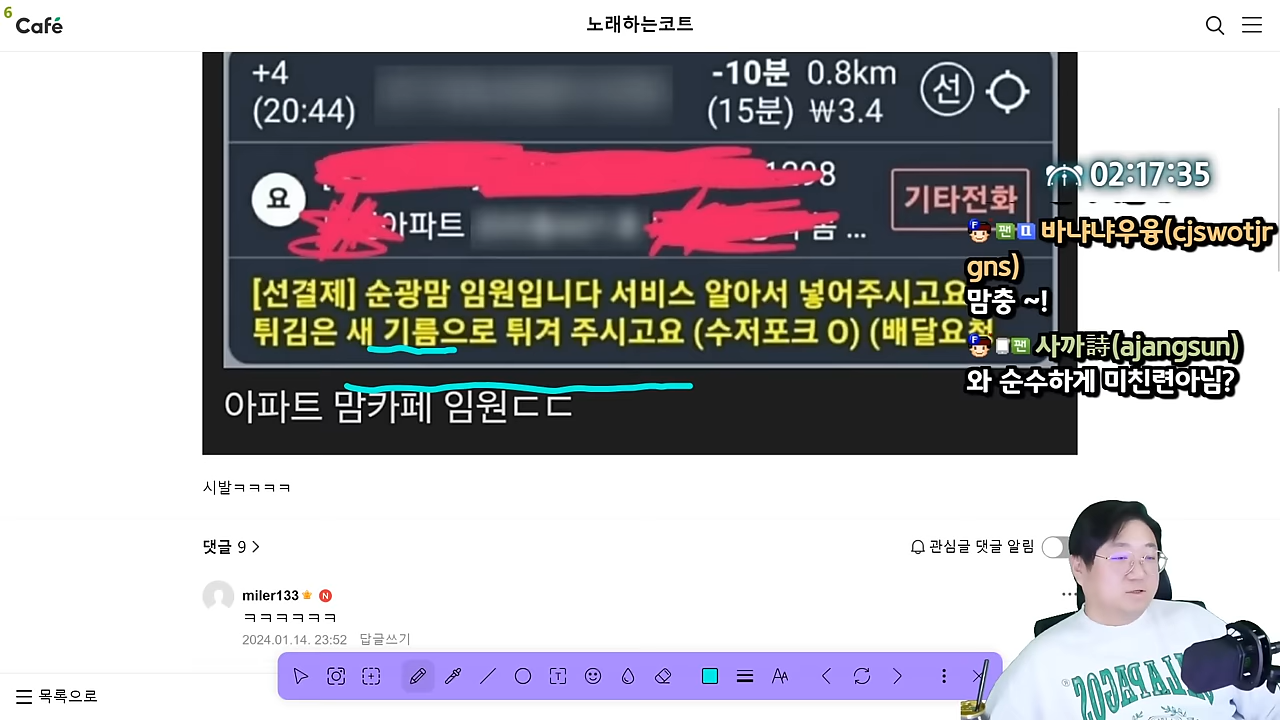 6
Café
노래하는코트
+4
-10분 0.8km
선
(20:44)
(15분) ₩3.4
요
기타전화
아파트
[선결제] 순광맘 임원입니다 서비스 알아서 넣어주시고요
튀김은 새 기름으로 튀겨 주시고요 (수저포크 O) (배달요청
아파트 맘카페 임원ㄷㄷ
02:17:35
바냐냐우윰(cjswotjr
gns)
맘충 ~!
사까詩(ajangsun)
와 순수하게 미친련아님?
시발ㅋㅋㅋㅋ
댓글 9
관심글 댓글 알림
miler133
N
ㅋㅋㅋㅋㅋㅋ
2024.01.14. 23:52 답글쓰기
목록으로